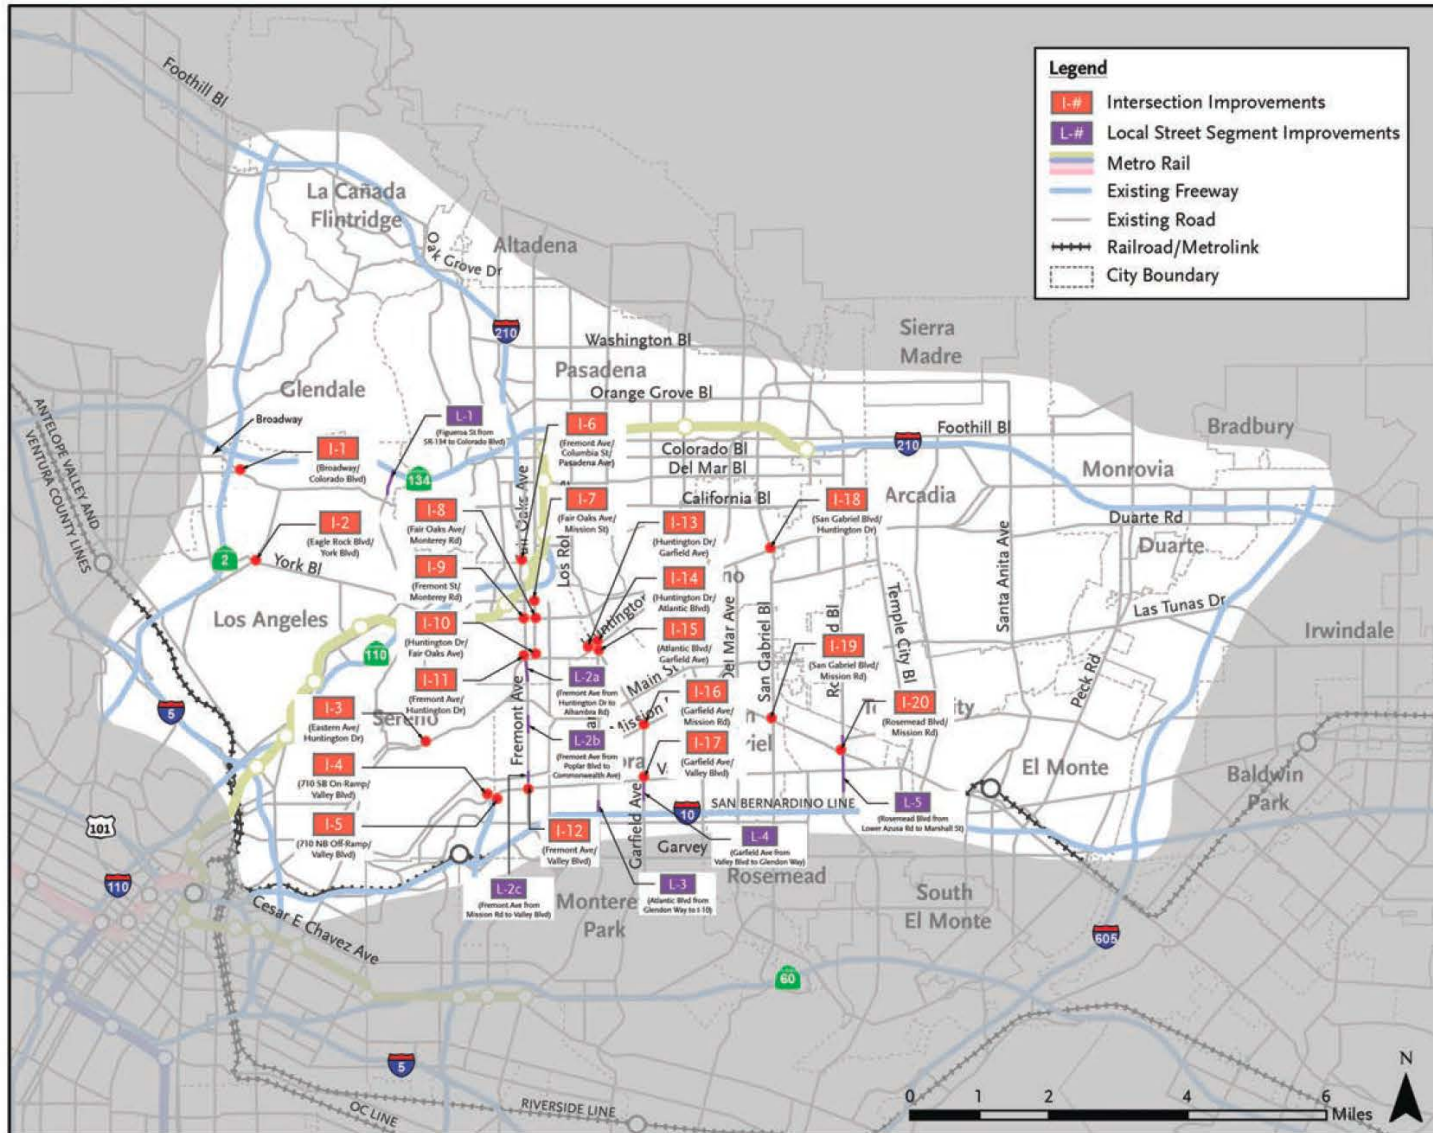 Legend
I-# Intersection Improvements
L-# Local Street Segment Improvements
Metro Rail
Existing Freeway
Existing Road
Railroad/Metrolink
City Boundary
Foothill Bl
La Cañada
Flintridge
Oak Grove Dr
Altadena
210
Washington Bl
Pasadena
Orange Grove Bl
Sierra
Madre
Glendale
Broadway
ANTELOPE VALLEY AND
VENTURA COUNTY LINES
L-1
(Figueroa St from
SR-134 to Colorado Blvd)
I-1
(Broadway/
Colorado Blvd)
134
I-6
(Fremont Ave/
Columbia St/
Pasadena Ave)
Colorado Bl
Del Mar Bl
California Bl
210
Foothill Bl
Bradbury
Monrovia
Arcadia
Duarte Rd
Duarte
I-2
(Eagle Rock Blvd/
York Blvd)
2
York Bl
I-8
(Fair Oaks Ave/
Monterey Rd)
Oaks Ave
I-7
(Fair Oaks Ave/
Mission St)
I-13
(Huntington Dr/
Garfield Ave)
I-18
(San Gabriel Blvd/
Huntington Dr)
Santa Anita Ave
I-9
(Fremont St/
Monterey Rd)
I-14
(Huntington Dr/
Atlantic Blvd)
Los Angeles
110
I-10
(Huntington Dr/
Fair Oaks Ave)
I-15
(Atlantic Blvd/
Garfield Ave)
Del Mar Ave
San Gabriel Bl
Temple City Bl
Las Tunas Dr
Irwindale
I-19
(San Gabriel Blvd/
Mission Rd)
Peck Rd
I-11
(Fremont Ave/
Huntington Dr)
L-2a
(Fremont Ave from
Huntington Dr to
Alhambra Rd)
Main St
I-16
(Garfield Ave/
Mission Rd)
I-20
(Rosemead Blvd/
Mission Rd)
5
I-3
(Eastern Ave/
Huntington Dr)
Sereno
Fremont Ave
L-2b
(Fremont Ave from
Poplar Blvd to
Commonwealth Ave)
Mission
I-17
(Garfield Ave/
Valley Blvd)
El Monte
Baldwin
Park
I-4
(710 SB On-Ramp/
Valley Blvd)
I-5
(710 NB Off-Ramp/
Valley Blvd)
Garfield Ave
10
SAN BERNARDINO LINE
L-5
(Rosemead Blvd from
Lower Azusa Rd to Marshall St)
101
I-12
(Fremont Ave/
Valley Blvd)
Garvey
L-4
(Garfield Ave from
Valley Blvd to Glendon Way)
Rosemead
110
L-2c
(Fremont Ave from
Mission Rd to Valley Blvd)
L-3
(Atlantic Blvd from
Glendon Way to I-10)
Cesar E Chavez Ave
Park
South
El Monte
605
60
5
OC LINE
RIVERSIDE LINE
N
0 1 2 4 6
Miles